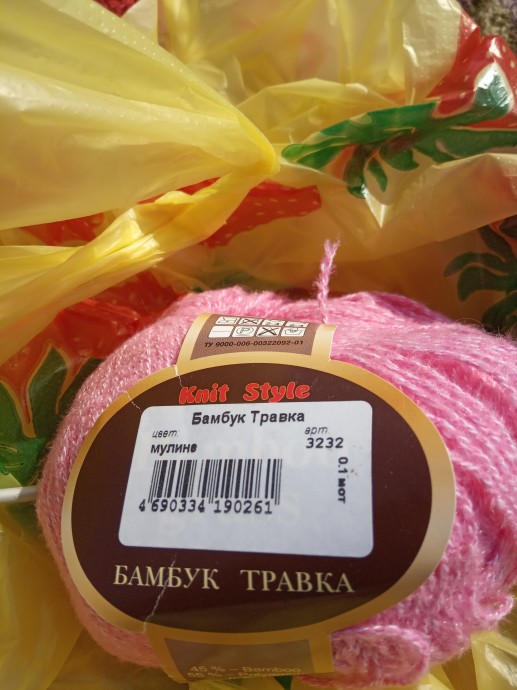 ТУ 9000-006-00322092-01
Knit Style
Бамбук Травка
цвет: арт.
мулине 3232
0.1 мот
4 690334 190261
БАМБУК ТРАВКА
45 % – Bamboo